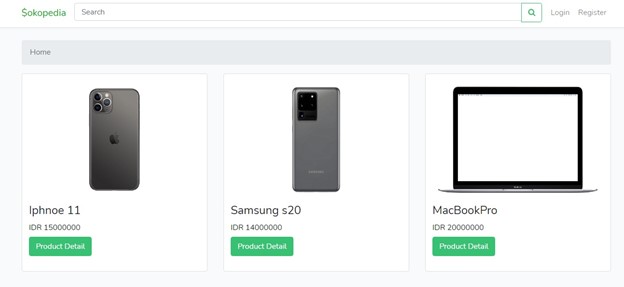 $okopedia Search Login Register
Home
Iphnoe 11 Samsung s20 MacBookPro
IDR 15000000 IDR 14000000 IDR 20000000
Product Detail Product Detail Product Detail